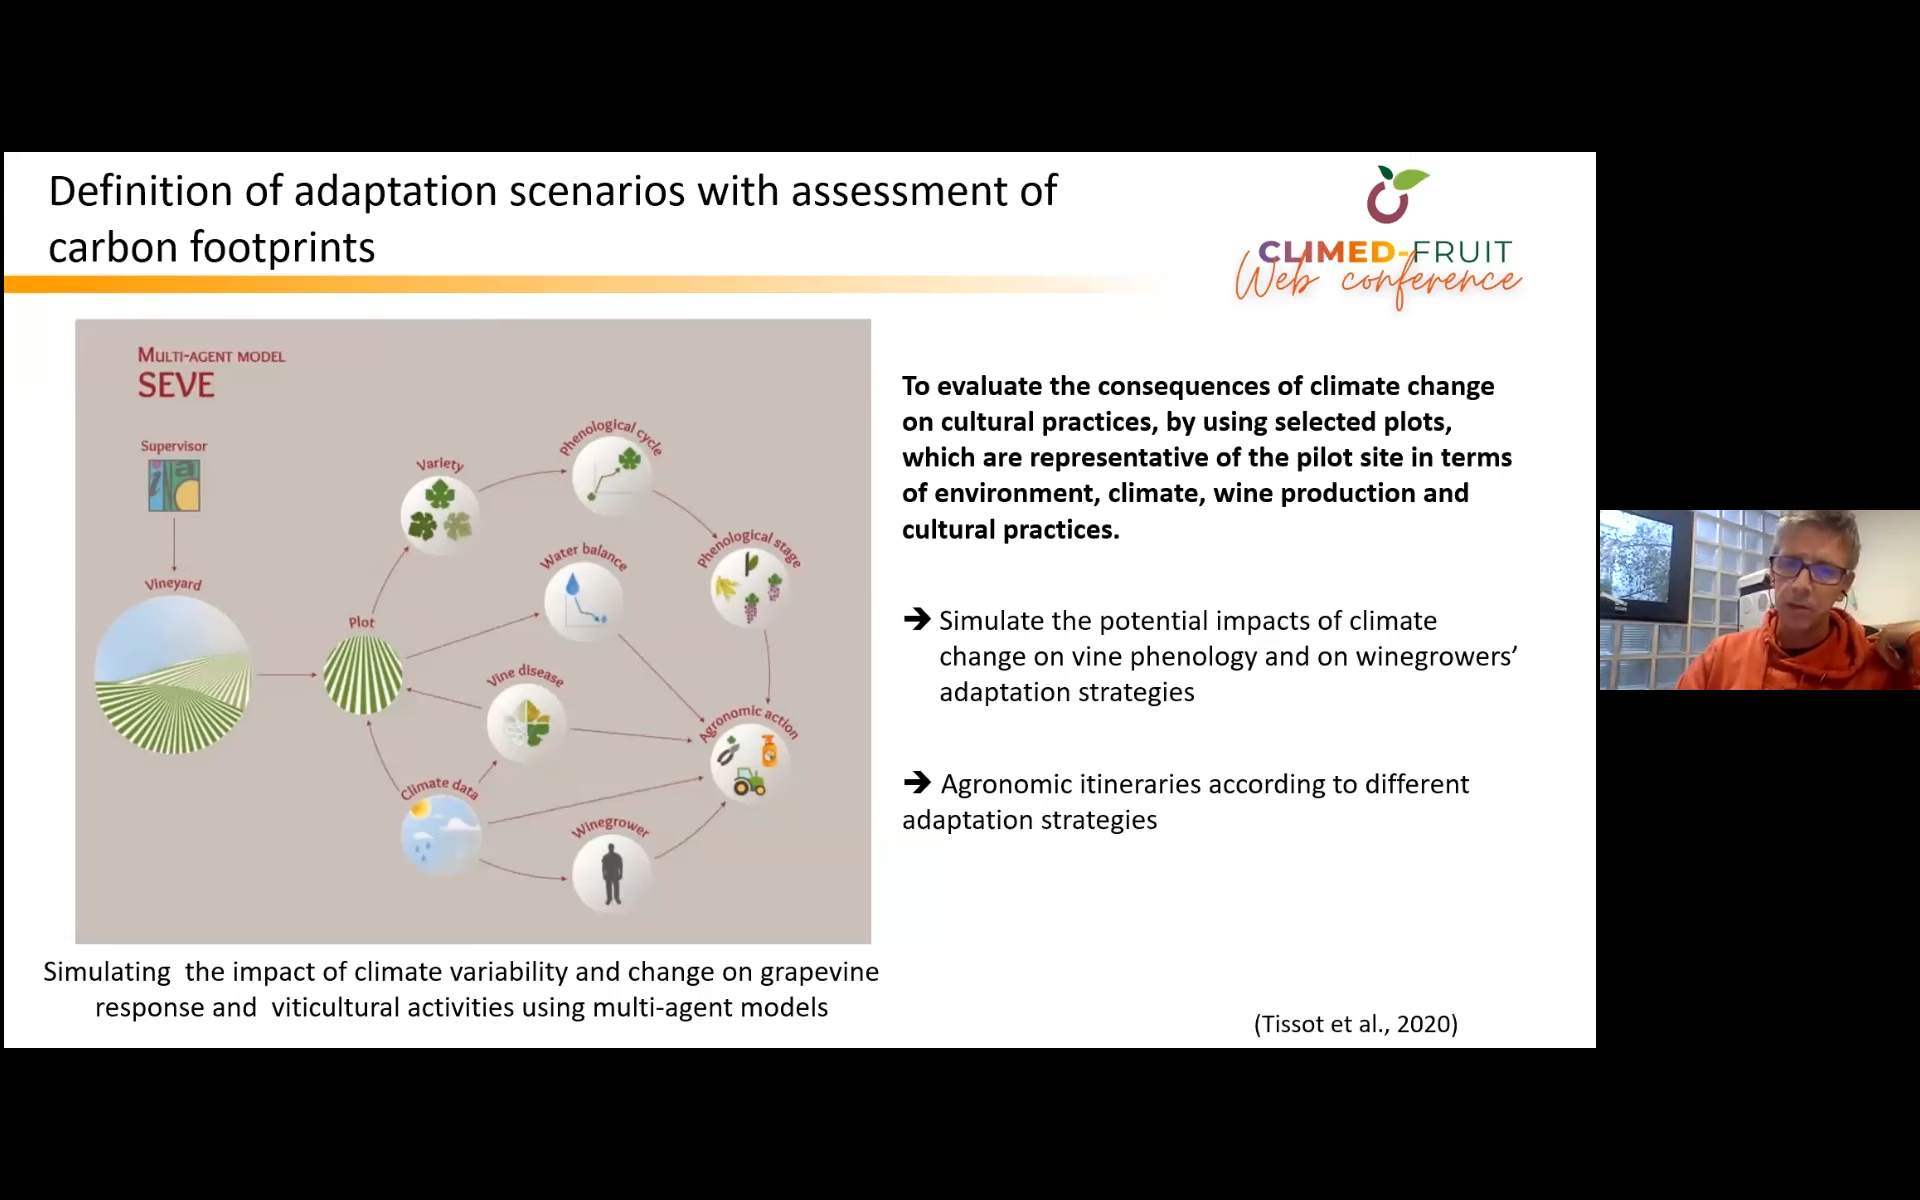 Definition of adaptation scenarios with assessment of
carbon footprints
CLIMED-FRUIT
Web conference
MULTI-AGENT MODEL
SEVE
Supervisor
Vineyard
Plot
Variety
Phenological cycle
Water balance
Phenological stage
Vine disease
Agronomic action
Climate data
Winegrower
To evaluate the consequences of climate change
on cultural practices, by using selected plots,
which are representative of the pilot site in terms
of environment, climate, wine production and
cultural practices.
➔ Simulate the potential impacts of climate
change on vine phenology and on winegrowers’
adaptation strategies
➔ Agronomic itineraries according to different
adaptation strategies
Simulating the impact of climate variability and change on grapevine
response and viticultural activities using multi-agent models
(Tissot et al., 2020)